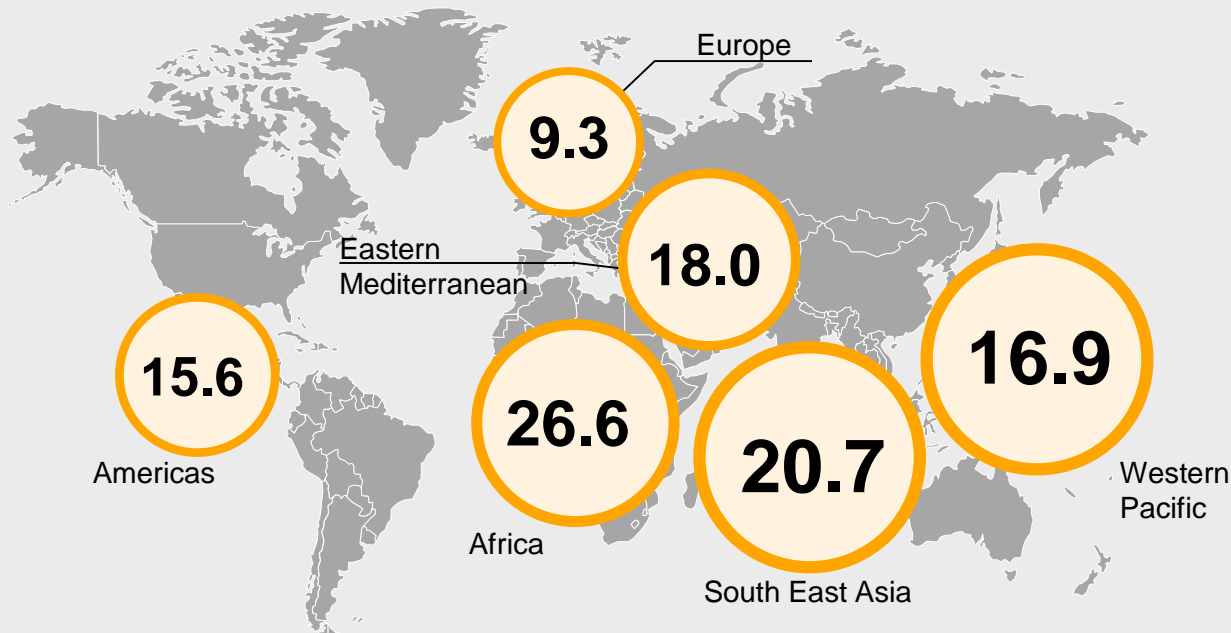 Europe
9.3
Eastern
Mediterranean
18.0
16.9
15.6
26.6
20.7
Americas
Western
Pacific
Africa
South East Asia